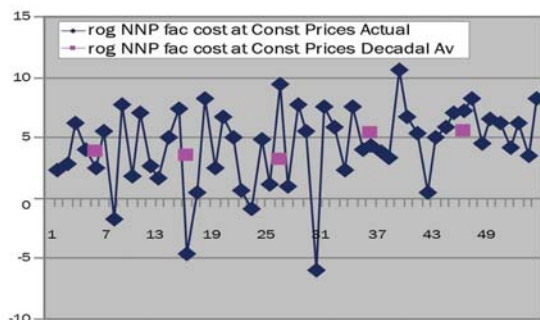 15
rog NNP fac cost at Const Prices Actual
rog NNP fac cost at Const Prices Decadal Av
10
5
0
1 7 13 19 25 31 37 43 49
-5
-10